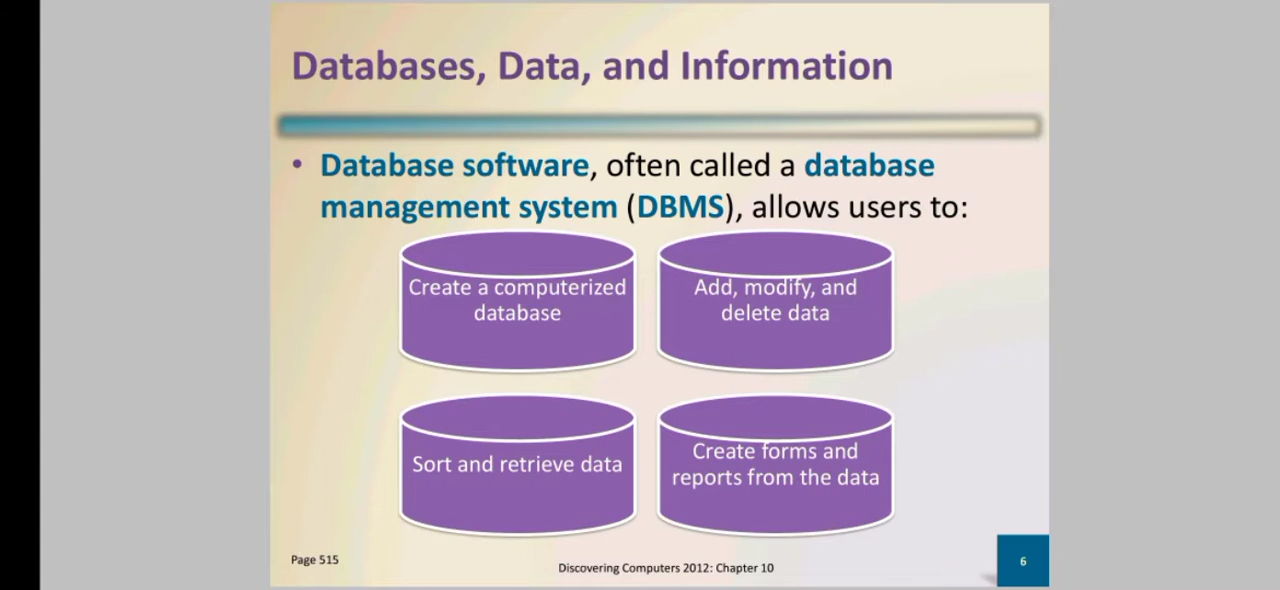 Databases, Data, and Information
• Database software, often called a database
management system (DBMS), allows users to:
Create a computerized
database
Add, modify, and
delete data
Sort and retrieve data
Create forms and
reports from the data
Page 515
Discovering Computers 2012: Chapter 10
6